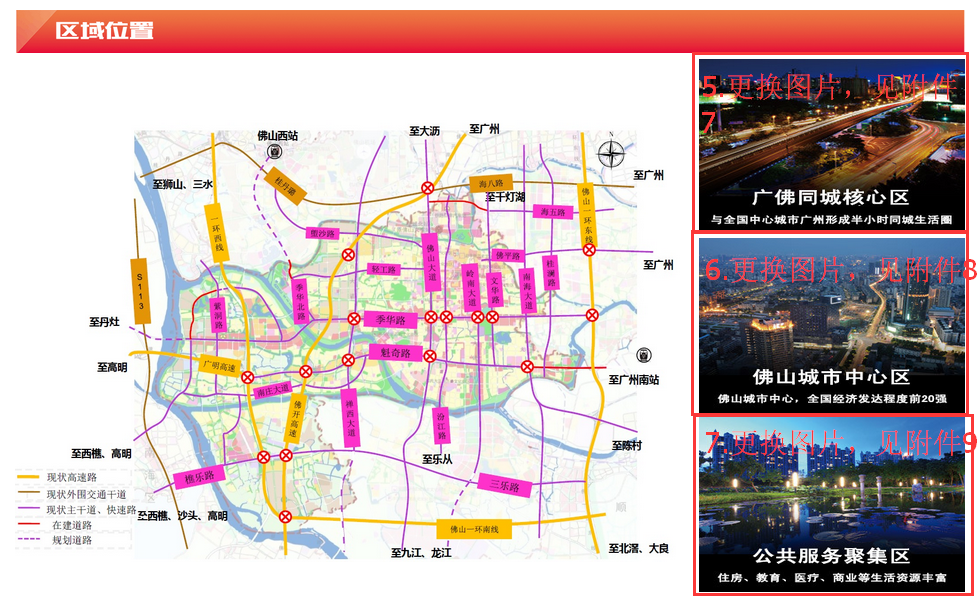 区域位置
佛山西站
至大沥
至广州
至狮山、三水
桂丹路
海八路
至千灯湖
至广州
N
一环西线
佛山一环东线
海五路
塱沙路
佛山大道
佛平路
桂澜路
至广州
轻工路
岭南大道
文华路
南海大道
S113
季华北路
紫洞路
至丹灶
季华路
魁奇路
至高明
广明高速
至广州南站
南庄大道
佛开高速
禅西大道
汾江路
至西樵、高明
至陈村
至乐从
樵乐路
三乐路
至西樵、沙头、高明
顺
佛山一环南线
至九江、龙江
至北滘、大良
现状高速路
现状外围交通干道
现状主干道、快速路
在建道路
规划道路
5.更换图片，见附件
7
广佛同城核心区
与全国中心城市广州形成半小时同城生活圈
6.更换图片，见附件8
佛山城市中心区
佛山城市中心，全国经济发达程度前20强
7.更换图片，见附件9
公共服务聚集区
住房、教育、医疗、商业等生活资源丰富